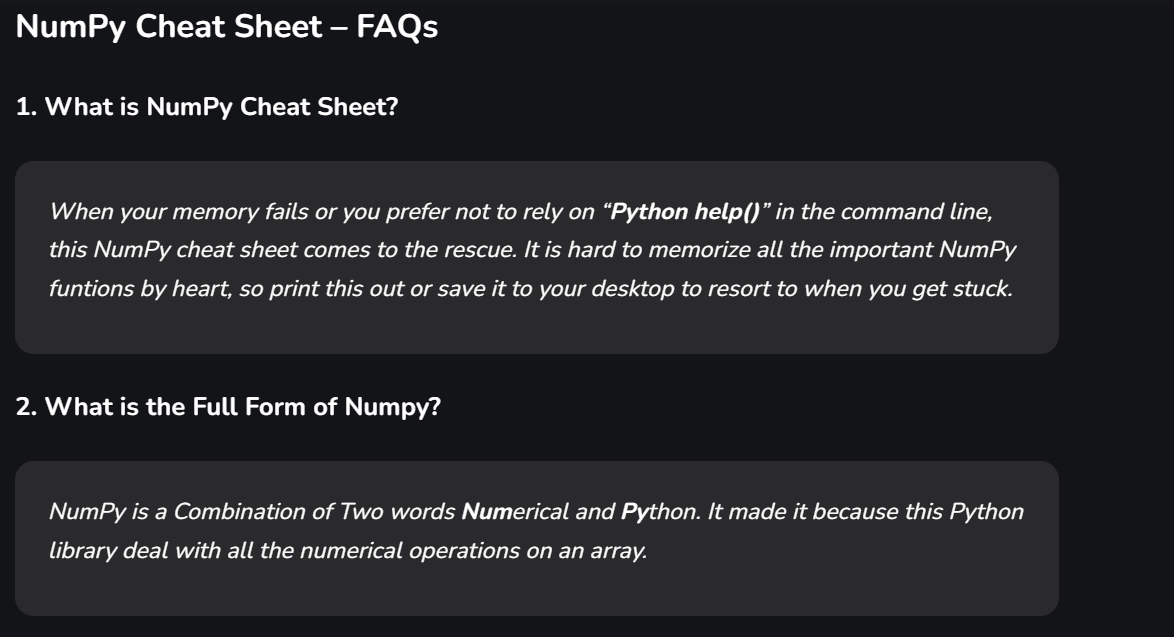 NumPy Cheat Sheet – FAQs
1. What is NumPy Cheat Sheet?
When your memory fails or you prefer not to rely on “Python help()” in the command line,
this NumPy cheat sheet comes to the rescue. It is hard to memorize all the important NumPy
funtions by heart, so print this out or save it to your desktop to resort to when you get stuck.
2. What is the Full Form of Numpy?
NumPy is a Combination of Two words Numerical and Python. It made it because this Python
library deal with all the numerical operations on an array.